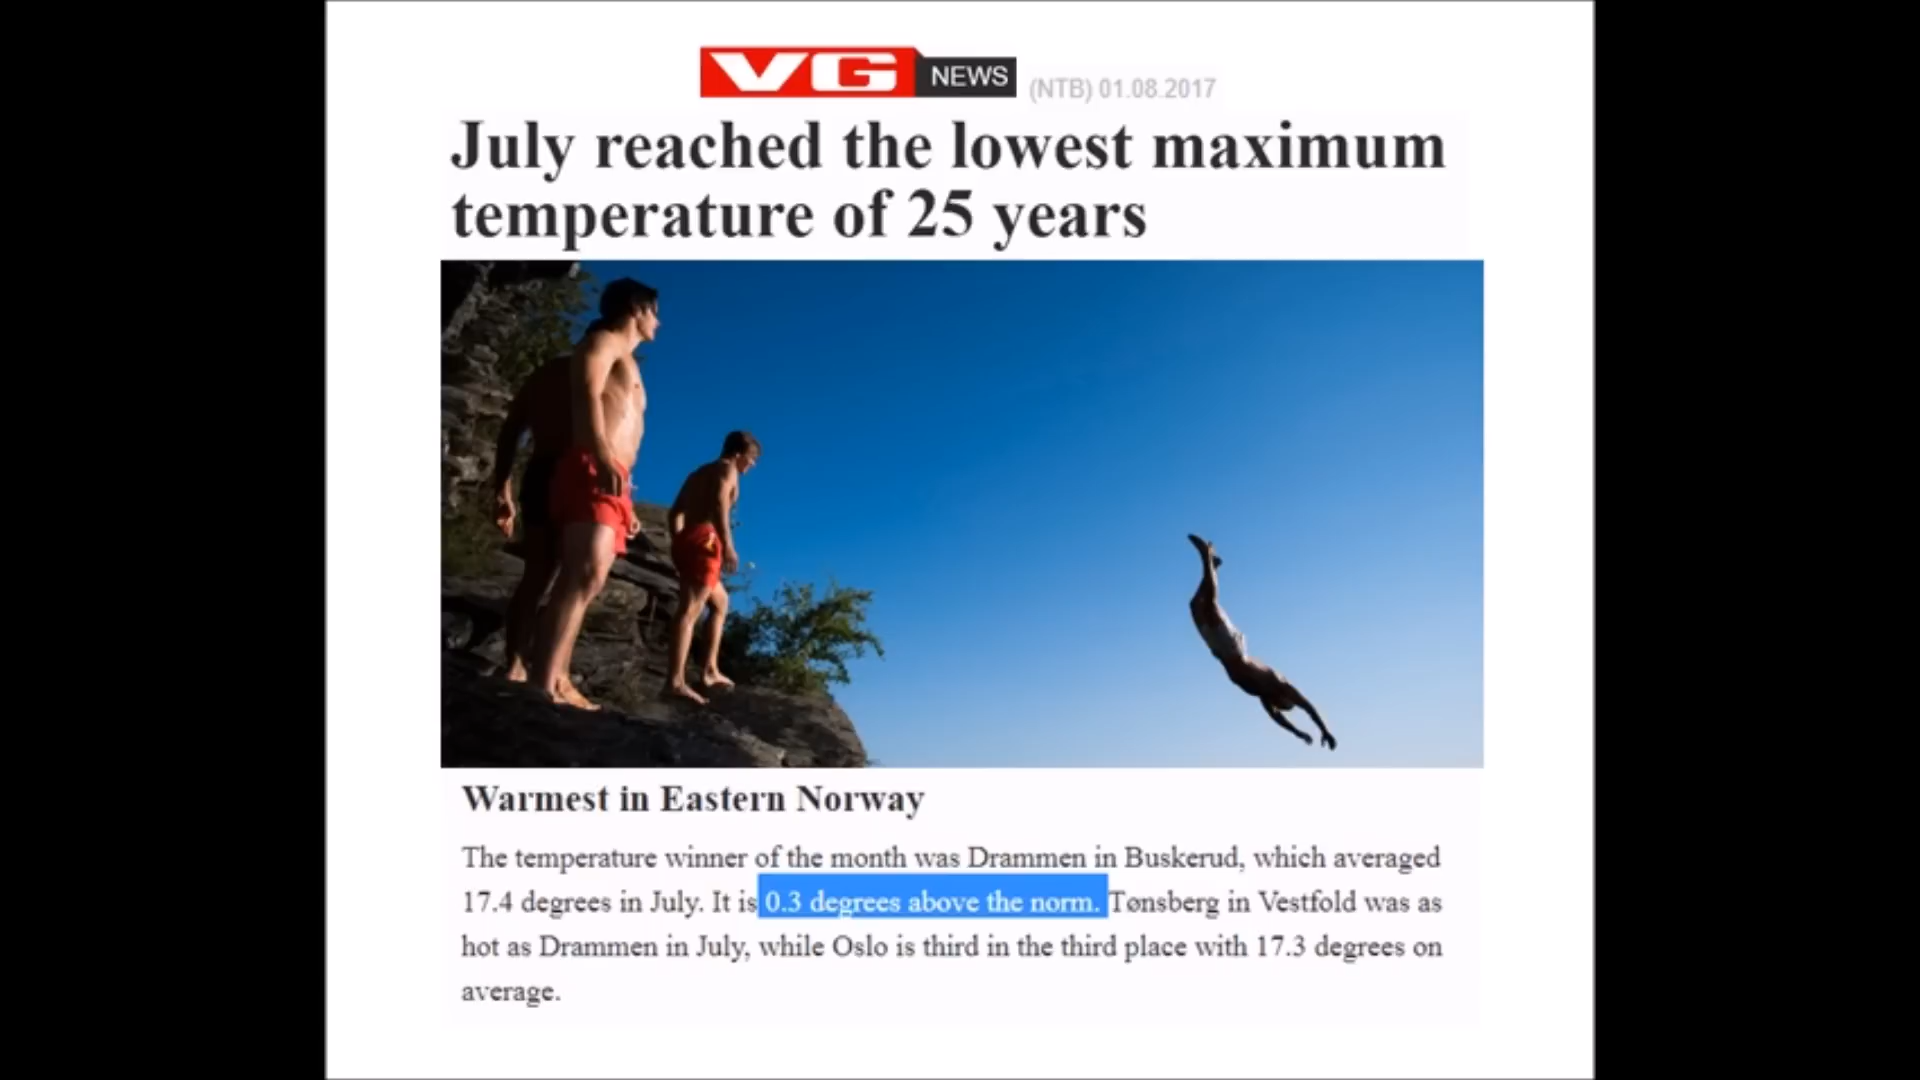 VG NEWS (NTB) 01.08.2017
July reached the lowest maximum
temperature of 25 years
Warmest in Eastern Norway
The temperature winner of the month was Drammen in Buskerud, which averaged
17.4 degrees in July. It is 0.3 degrees above the norm. Tønsberg in Vestfold was as
hot as Drammen in July, while Oslo is third in the third place with 17.3 degrees on
average.